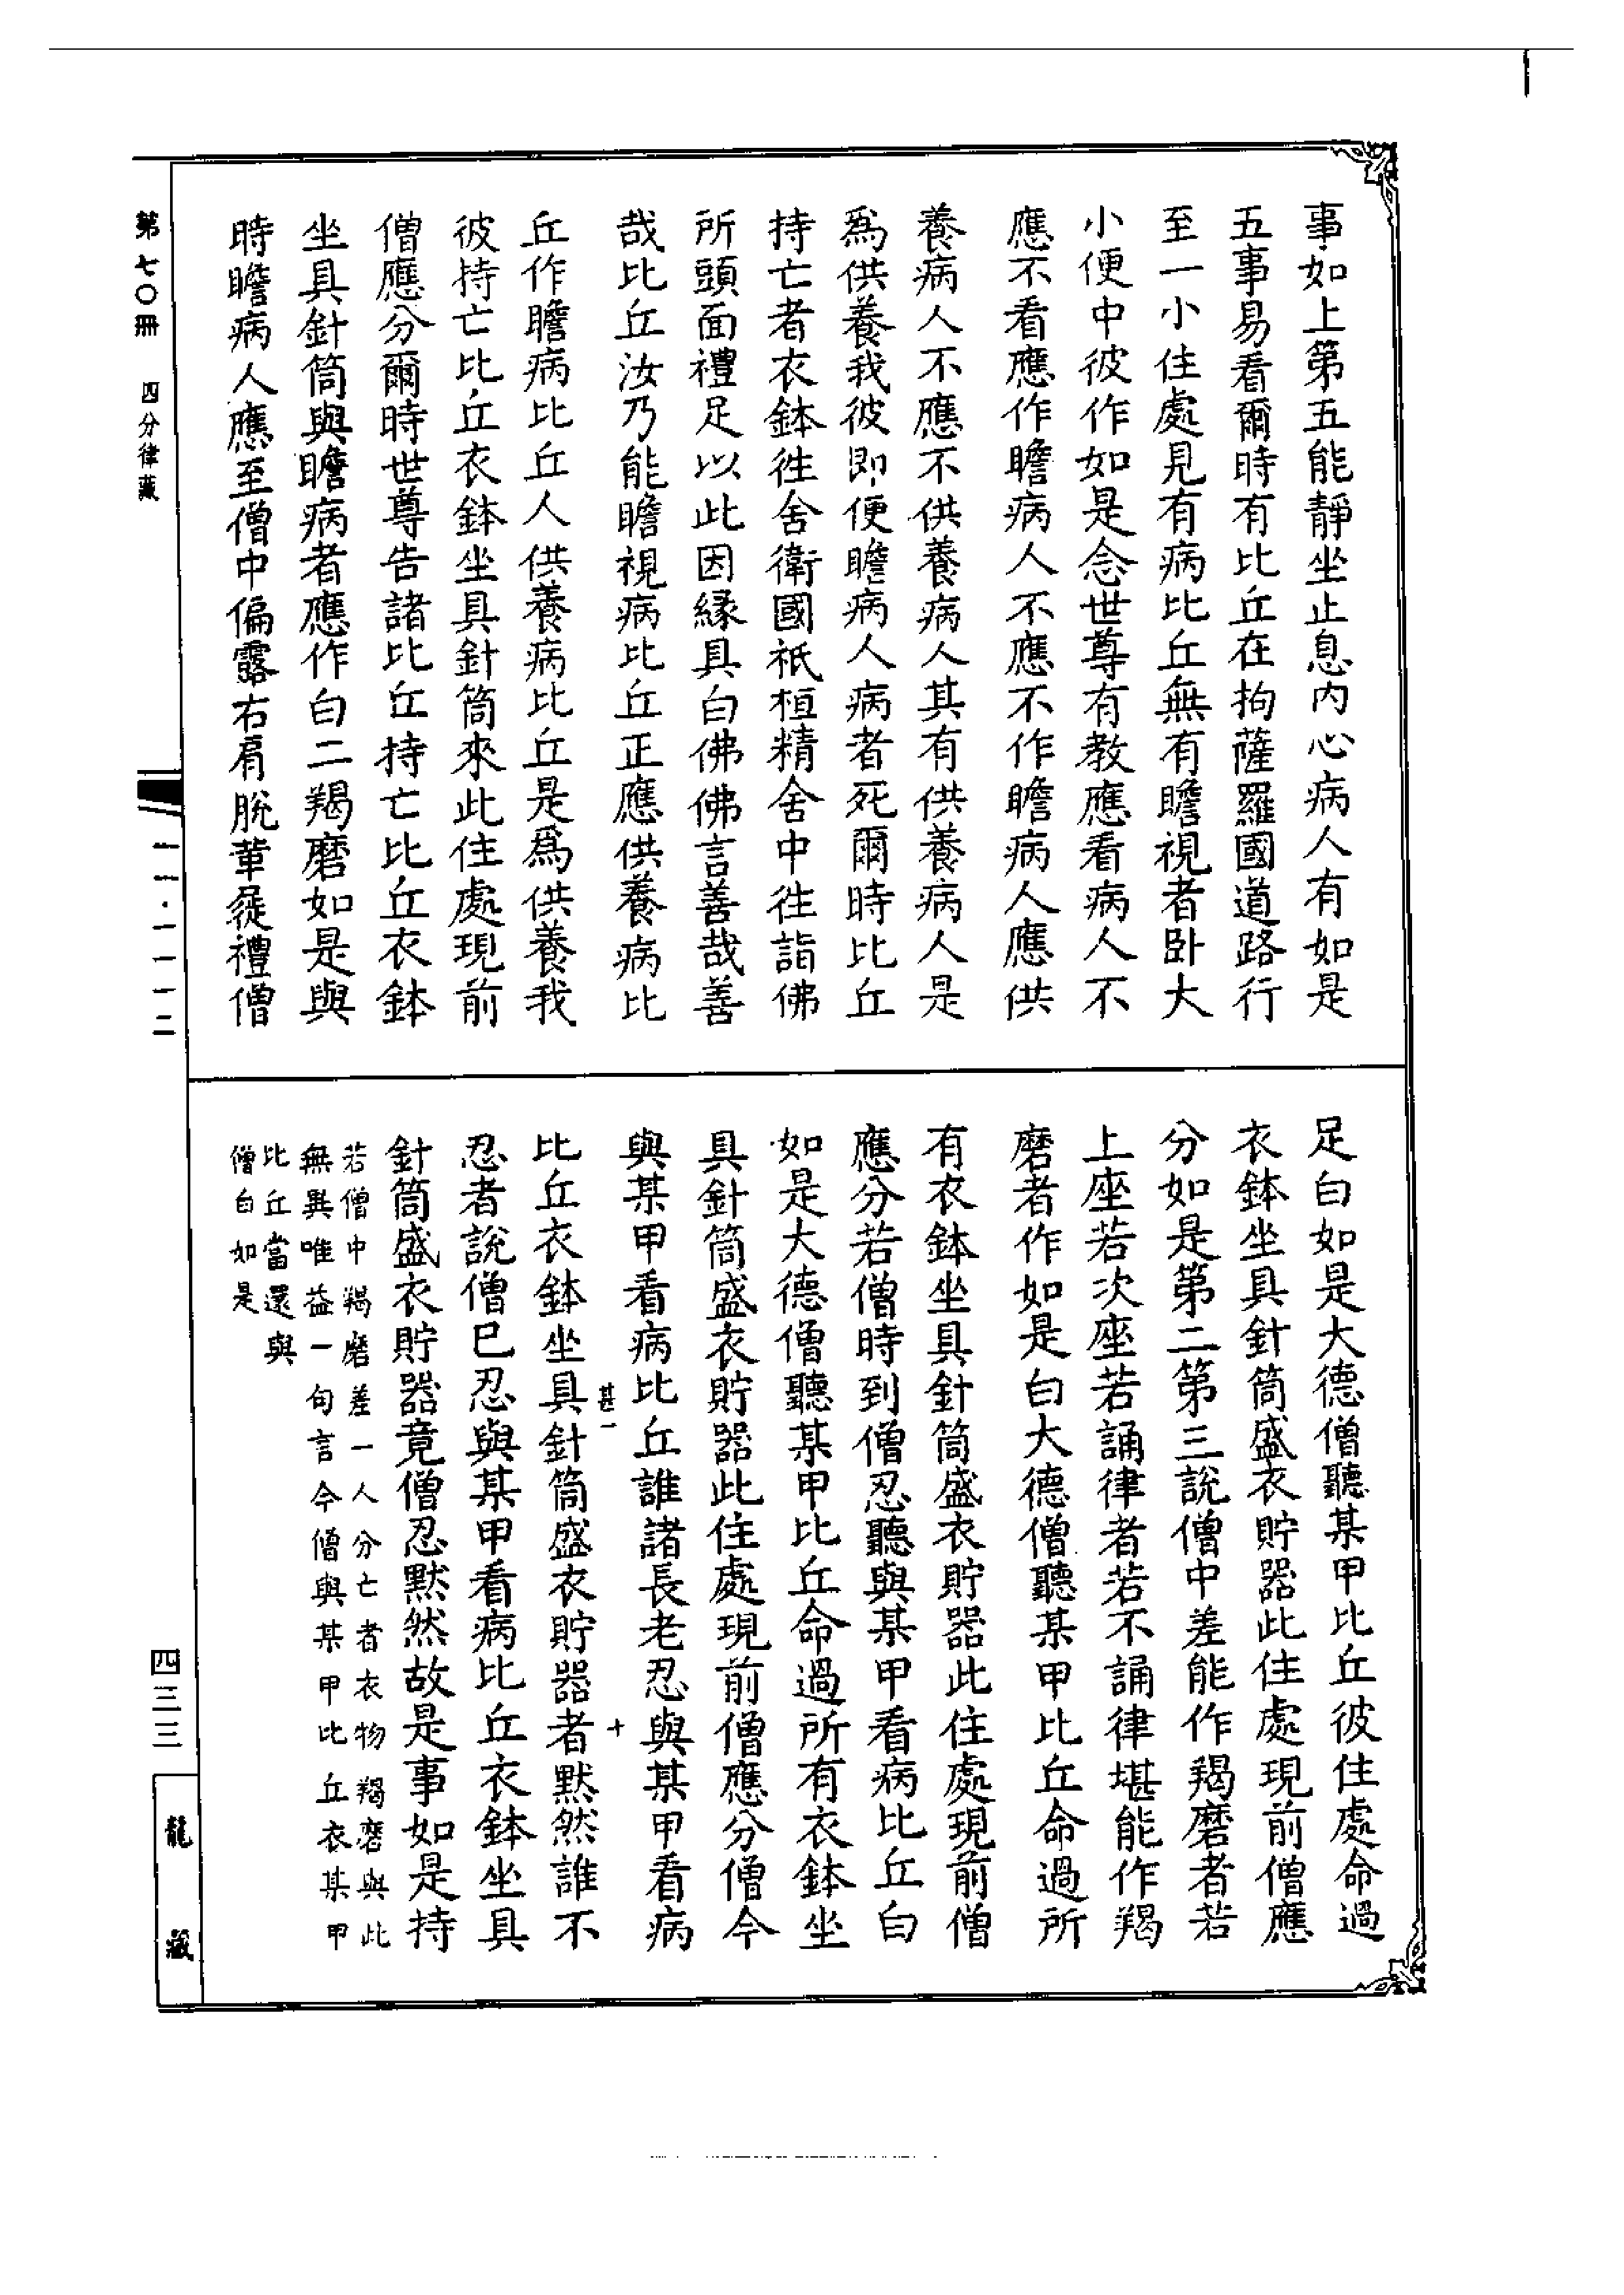 事如上第五能靜坐止息內心病人有如是
五事易看爾時有比丘在拘薩羅國道路行
至一小住處見有病比丘無有瞻視者卧大
小便中彼作如是念世尊有教應看病人不
應不看應作瞻病人不應不作瞻病人應供
養病人不應不供養病人其有供養病人是
爲供養我彼即便瞻病人病者死爾時比丘
持亡者衣鉢徃舍衛國祇桓精舍中徃詣佛
所頭面禮足以此因緣具白佛佛言善哉善
哉比丘汝乃能瞻視病比丘正應供養病比
丘作瞻病比丘人供養病比丘是爲供養我
彼持亡比丘衣鉢坐具針筒來此住處現前
僧應分爾時世尊告諸比丘持亡比丘衣鉢
坐具針筒與瞻病者應作白二羯磨如是與
時瞻病人應至僧中偏露右肩脫革屣禮僧
足白如是大德僧聽某甲比丘彼住處命過
衣鉢坐具針筒盛衣貯器此住處現前僧應
分如是第二第三說僧中差能作羯磨者若
上座若次座若誦律者若不誦律堪能作羯
磨者作如是白大德僧聽某甲比丘命過所
有衣鉢坐具針筒盛衣貯器此住處現前僧
應分若僧時到僧忍聽與某甲看病比丘白
如是大德僧聽某甲比丘命過所有衣鉢坐
具針筒盛衣貯器此住處現前僧應分僧今
與某甲看病比丘誰諸長老忍與某甲看病
甚一
十
比丘衣鉢坐具針筒盛衣貯器者默然誰不
忍者說僧巳忍與某甲看病比丘衣鉢坐具
針筒盛衣貯器竟僧忍默然故是事如是持
若僧中羯磨差一人分亡者衣物羯磨與此
無異唯益一句言今僧與某甲比丘衣某甲
比丘當還與
僧白如是
第七〇冊 四分律藏
一一·一一一二
四三三
龍藏